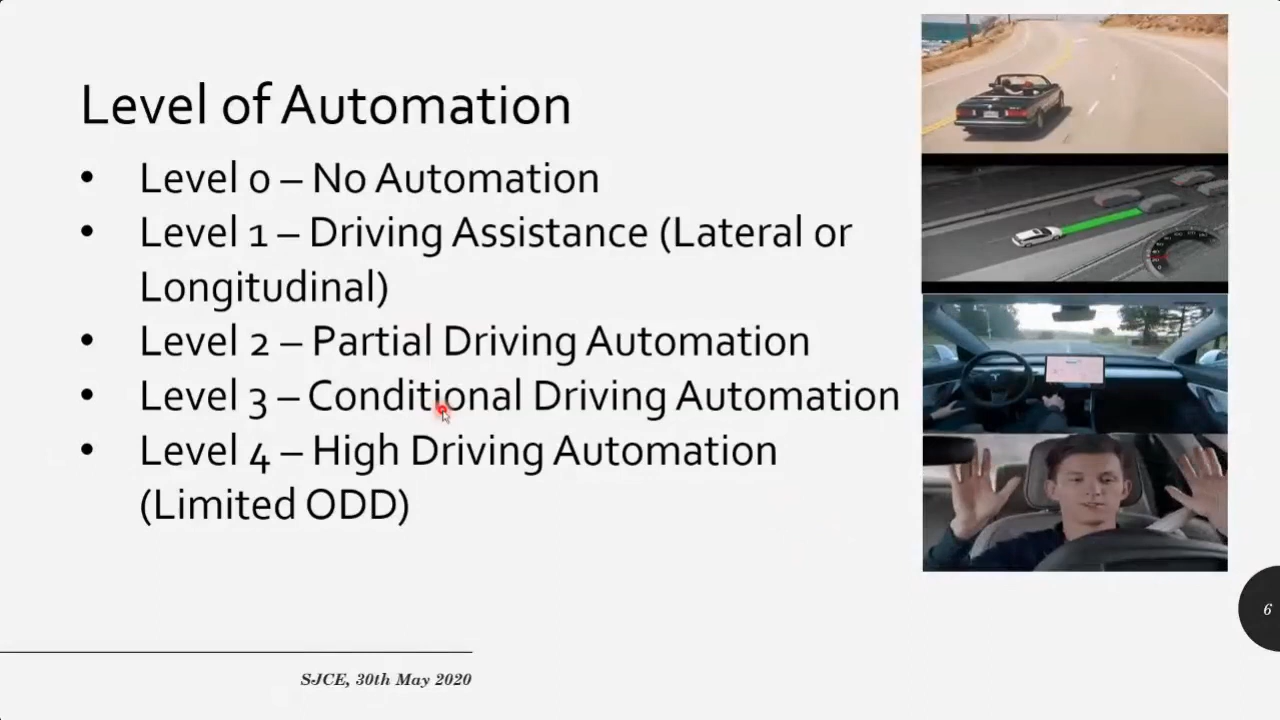 Level of Automation
• Level 0 – No Automation
• Level 1 – Driving Assistance (Lateral or
Longitudinal)
• Level 2 – Partial Driving Automation
• Level 3 – Conditional Driving Automation
• Level 4 – High Driving Automation
(Limited ODD)
6
SJCE, 30th May 2020